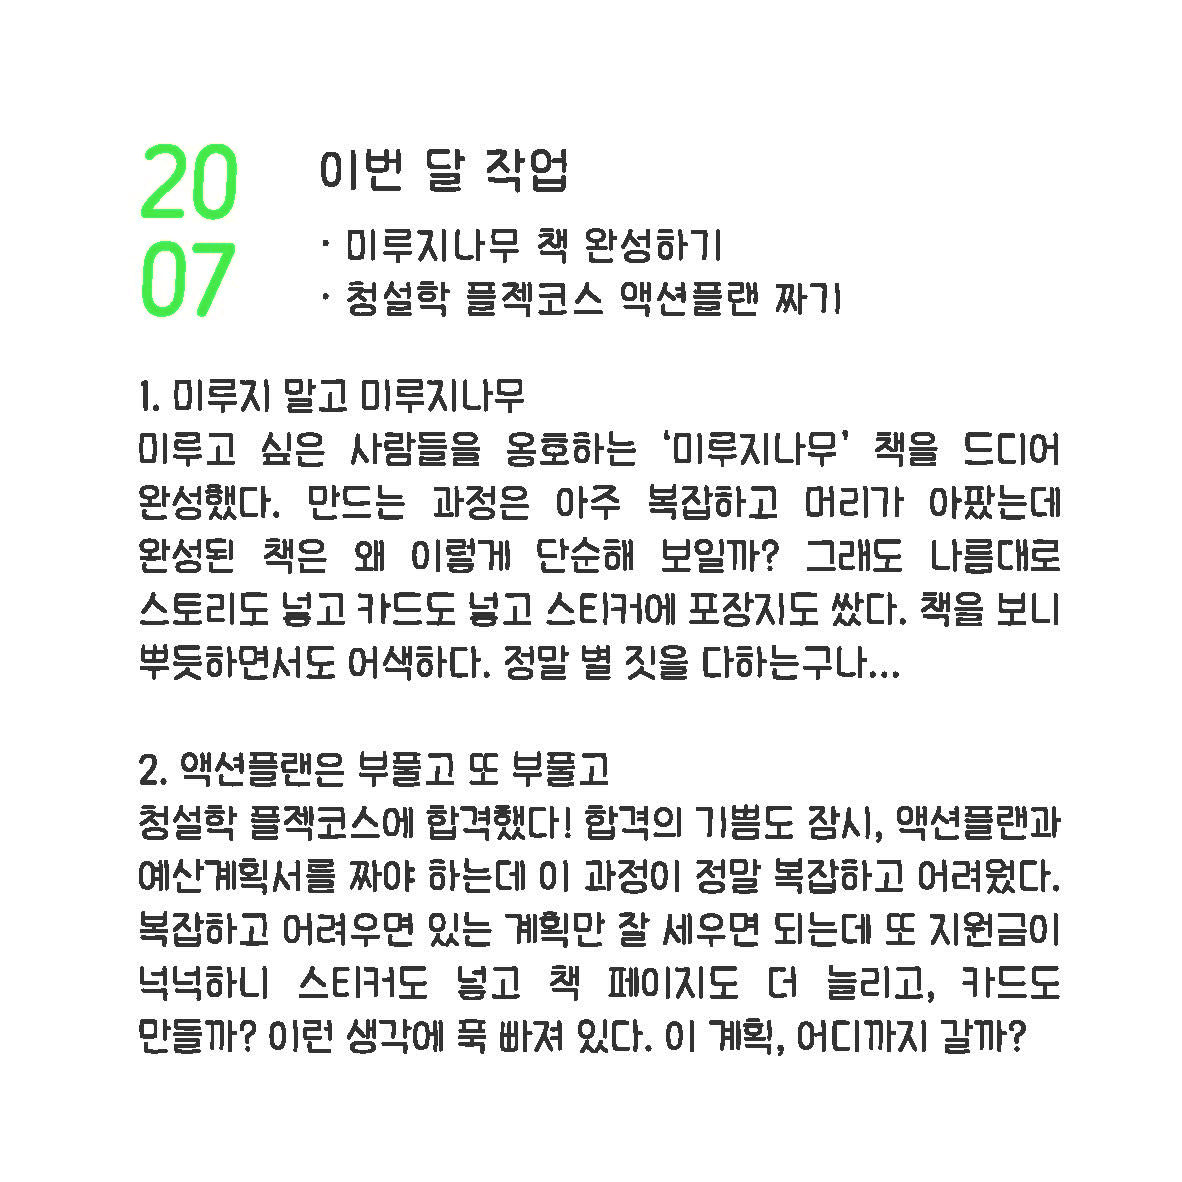 20
07
이번 달 작업
· 미루지나무 책 완성하기
· 청설학 플젝코스 액션플랜 짜기
1. 미루지 말고 미루지나무
미루고 싶은 사람들을 옹호하는 ‘미루지나무’ 책을 드디어
완성했다. 만드는 과정은 아주 복잡하고 머리가 아팠는데
완성된 책은 왜 이렇게 단순해 보일까? 그래도 나름대로
스토리도 넣고 카드도 넣고 스티커에 포장지도 쌌다. 책을 보니
뿌듯하면서도 어색하다. 정말 별 짓을 다하는구나...
2. 액션플랜은 부풀고 또 부풀고
청설학 플젝코스에 합격했다! 합격의 기쁨도 잠시, 액션플랜과
예산계획서를 짜야 하는데 이 과정이 정말 복잡하고 어려웠다.
복잡하고 어려우면 있는 계획만 잘 세우면 되는데 또 지원금이
넉넉하니 스티커도 넣고 책 페이지도 더 늘리고, 카드도
만들까? 이런 생각에 푹 빠져 있다. 이 계획, 어디까지 갈까?